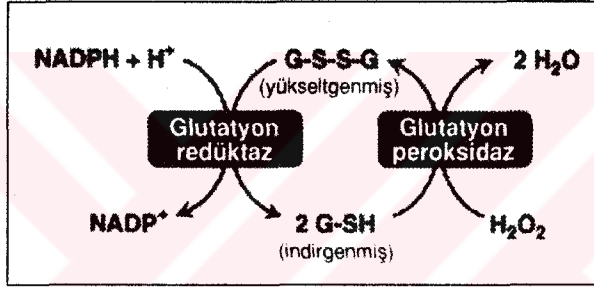 NADPH + H⁺ G-S-S-G 2 H₂O
(yükseltgenmiş)
Glutatyon redüktaz
Glutatyon peroksidaz
NADP⁺ 2 G-SH H₂O₂
(indirgenmiş)